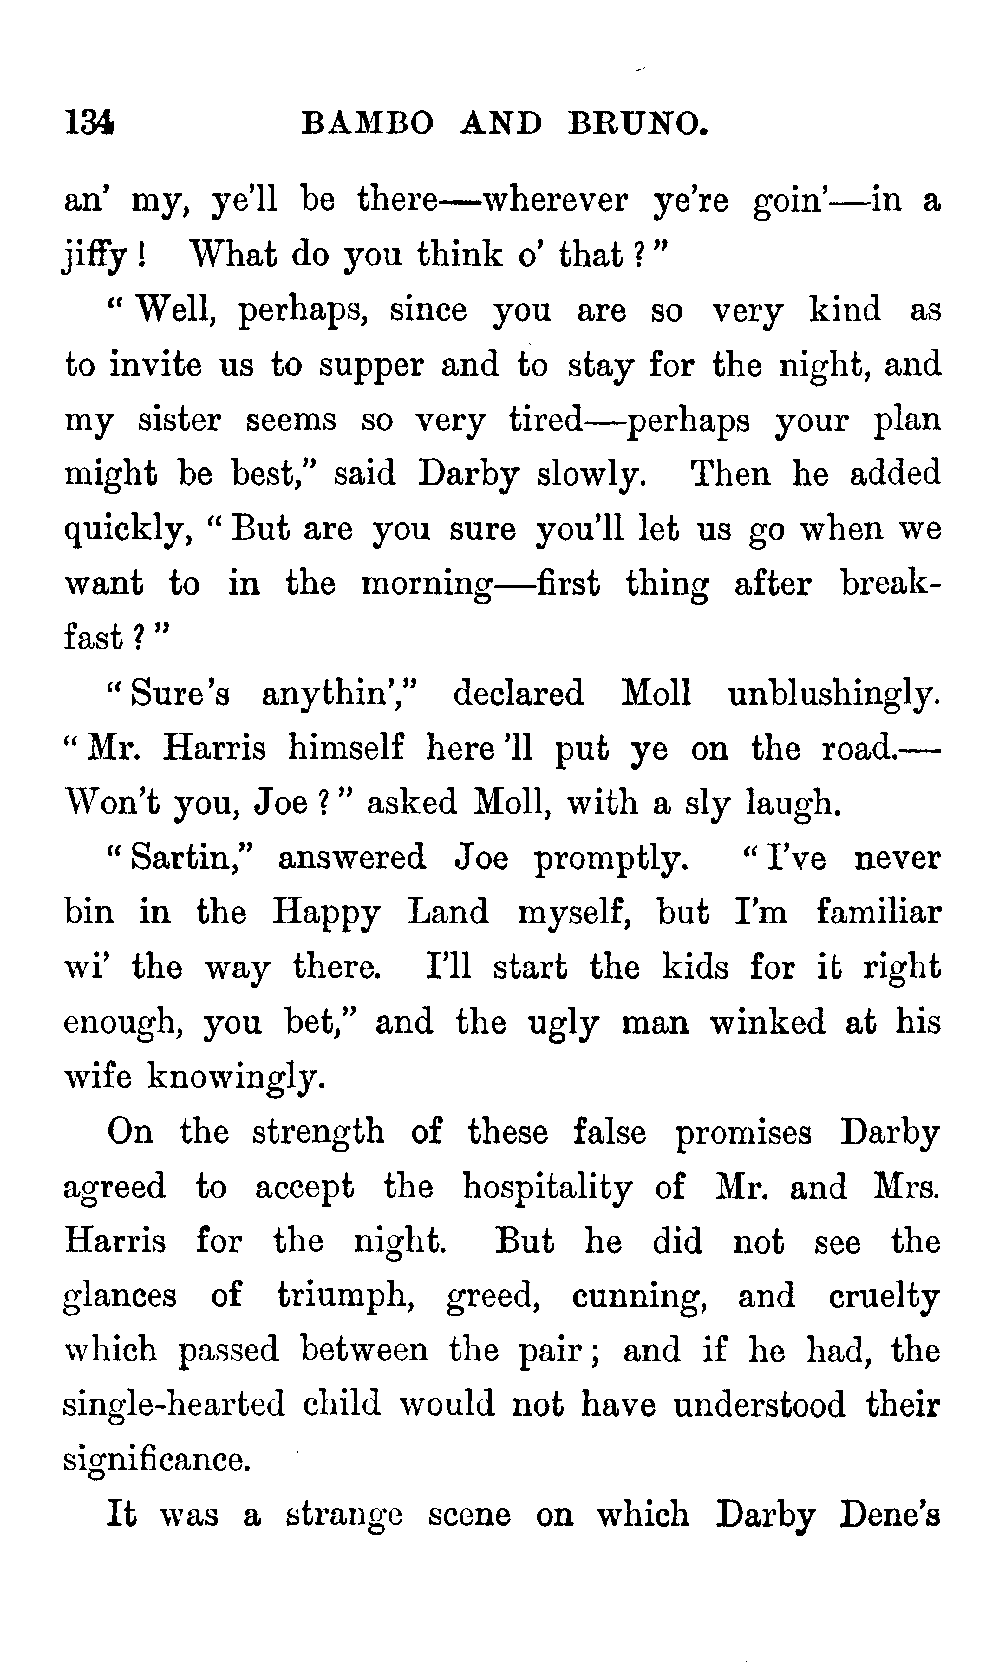 134 BAMBO AND BRUNO.
an' my, ye'll be there—wherever ye're goin'—in a
jiffy! What do you think o' that?"
"Well, perhaps, since you are so very kind as
to invite us to supper and to stay for the night, and
my sister seems so very tired—perhaps your plan
might be best," said Darby slowly. Then he added
quickly, "But are you sure you'll let us go when we
want to in the morning—first thing after break-
fast?"
"Sure's anythin'," declared Moll unblushingly.
"Mr. Harris himself here 'll put ye on the road.—
Won't you, Joe?" asked Moll, with a sly laugh.
"Sartin," answered Joe promptly. "I've never
bin in the Happy Land myself, but I'm familiar
wi' the way there. I'll start the kids for it right
enough, you bet," and the ugly man winked at his
wife knowingly.
On the strength of these false promises Darby
agreed to accept the hospitality of Mr. and Mrs.
Harris for the night. But he did not see the
glances of triumph, greed, cunning, and cruelty
which passed between the pair; and if he had, the
single-hearted child would not have understood their
significance.
It was a strange scene on which Darby Dene's